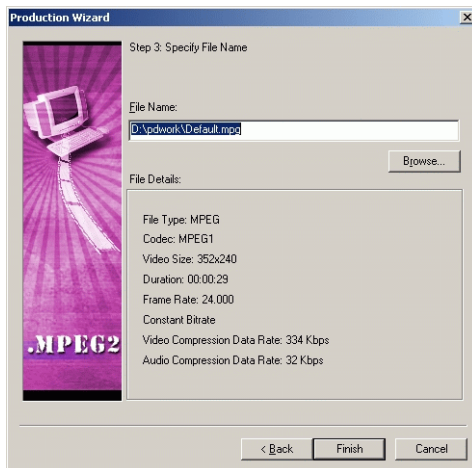 Production Wizard
Step 3: Specify File Name
File Name:
D:\pdwork\Default.mpg
Browse...
File Details:
File Type: MPEG
Codec: MPEG1
Video Size: 352x240
Duration: 00:00:29
Frame Rate: 24.000
Constant Bitrate
Video Compression Data Rate: 334 Kbps
Audio Compression Data Rate: 32 Kbps
.MPEG2
< Back
Finish
Cancel